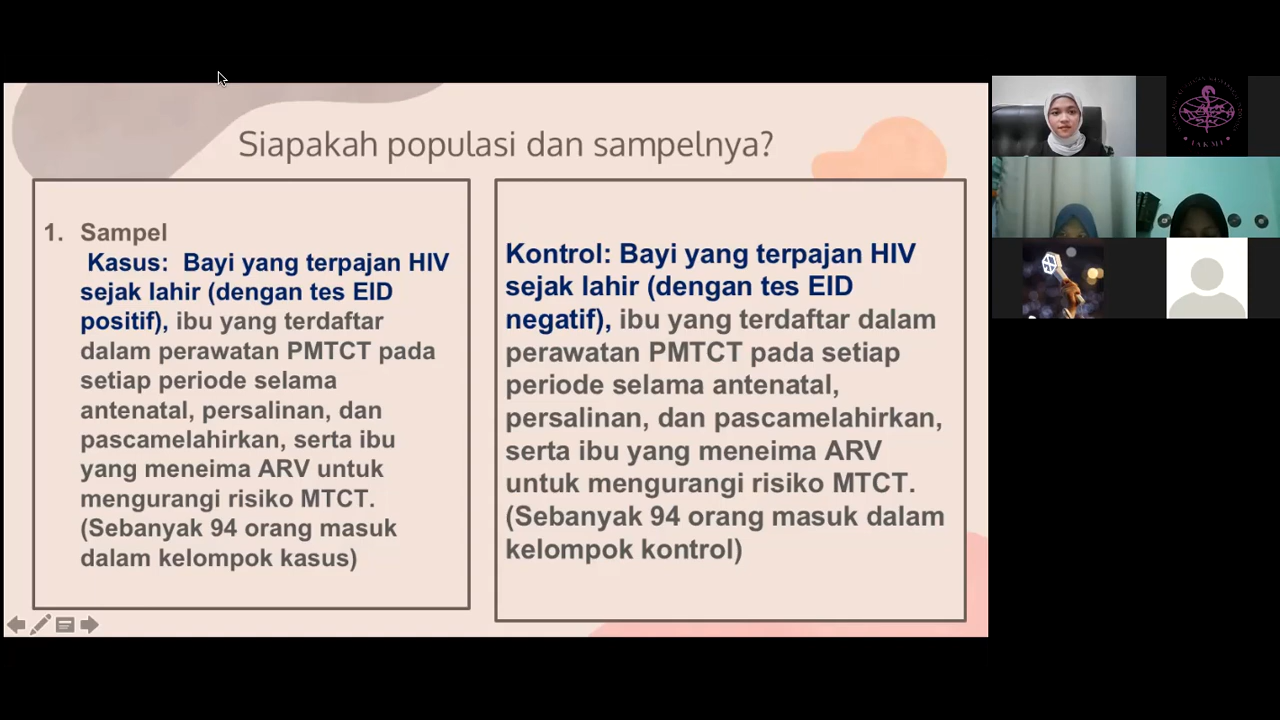 Siapakah populasi dan sampelnya?
1. Sampel
Kasus: Bayi yang terpajan HIV
sejak lahir (dengan tes EID
positif), ibu yang terdaftar
dalam perawatan PMTCT pada
setiap periode selama
antenatal, persalinan, dan
pascamelahirkan, serta ibu
yang meneima ARV untuk
mengurangi risiko MTCT.
(Sebanyak 94 orang masuk
dalam kelompok kasus)
Kontrol: Bayi yang terpajan HIV
sejak lahir (dengan tes EID
negatif), ibu yang terdaftar dalam
perawatan PMTCT pada setiap
periode selama antenatal,
persalinan, dan pascamelahirkan,
serta ibu yang meneima ARV
untuk mengurangi risiko MTCT.
(Sebanyak 94 orang masuk dalam
kelompok kontrol)